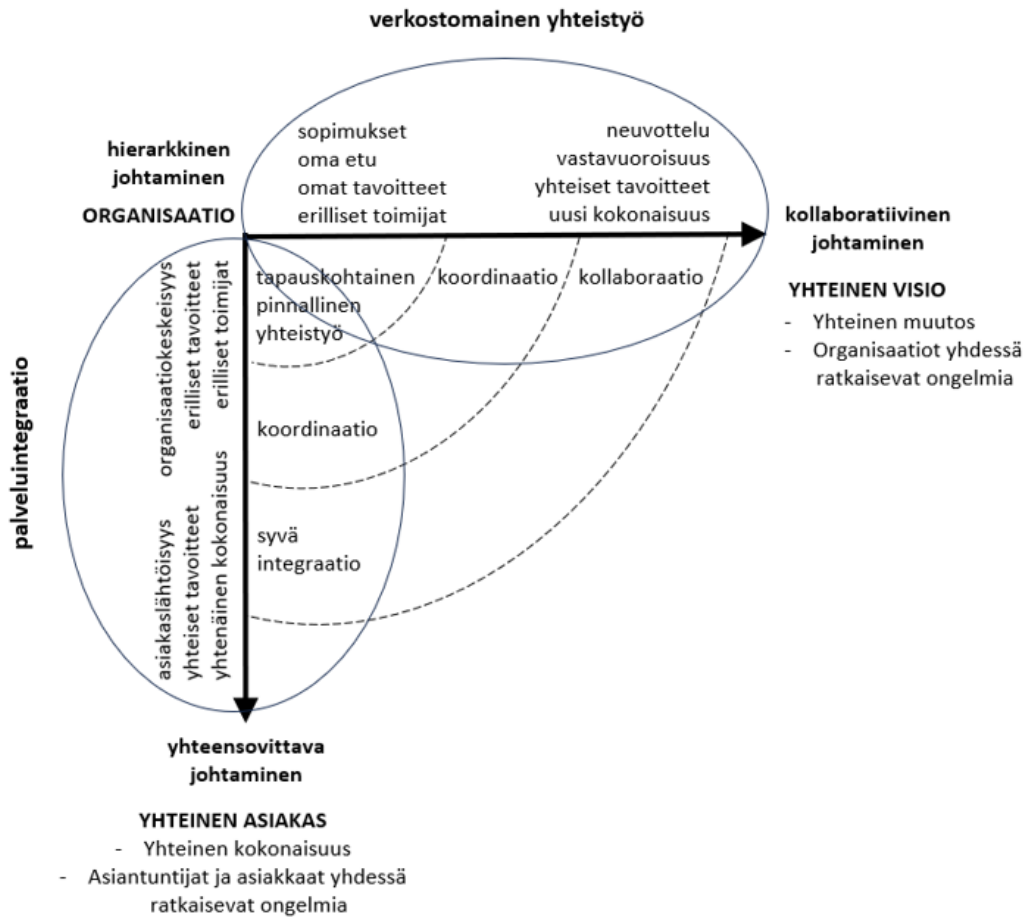 verkostomainen yhteistyö
hierarkkinen
johtaminen
ORGANISAATIO
sopimukset
oma etu
omat tavoitteet
erilliset toimijat
neuvottelu
vastavuoroisuus
yhteiset tavoitteet
uusi kokonaisuus
kollaboratiivinen
johtaminen
YHTEINEN VISIO
- Yhteinen muutos
- Organisaatiot yhdessä
ratkaisevat ongelmia
tapauskohtainen
pinnallinen
yhteistyö
koordinaatio
kollaboraatio
koordinaatio
syvä
integraatio
palveluintegraatio
organisaatiokeskeisyys
erilliset tavoitteet
erilliset toimijat
asiakaslähtöisyys
yhteiset tavoitteet
yhtenäinen kokonaisuus
yhteensovittava
johtaminen
YHTEINEN ASIAKAS
- Yhteinen kokonaisuus
- Asiantuntijat ja asiakkaat yhdessä
ratkaisevat ongelmia